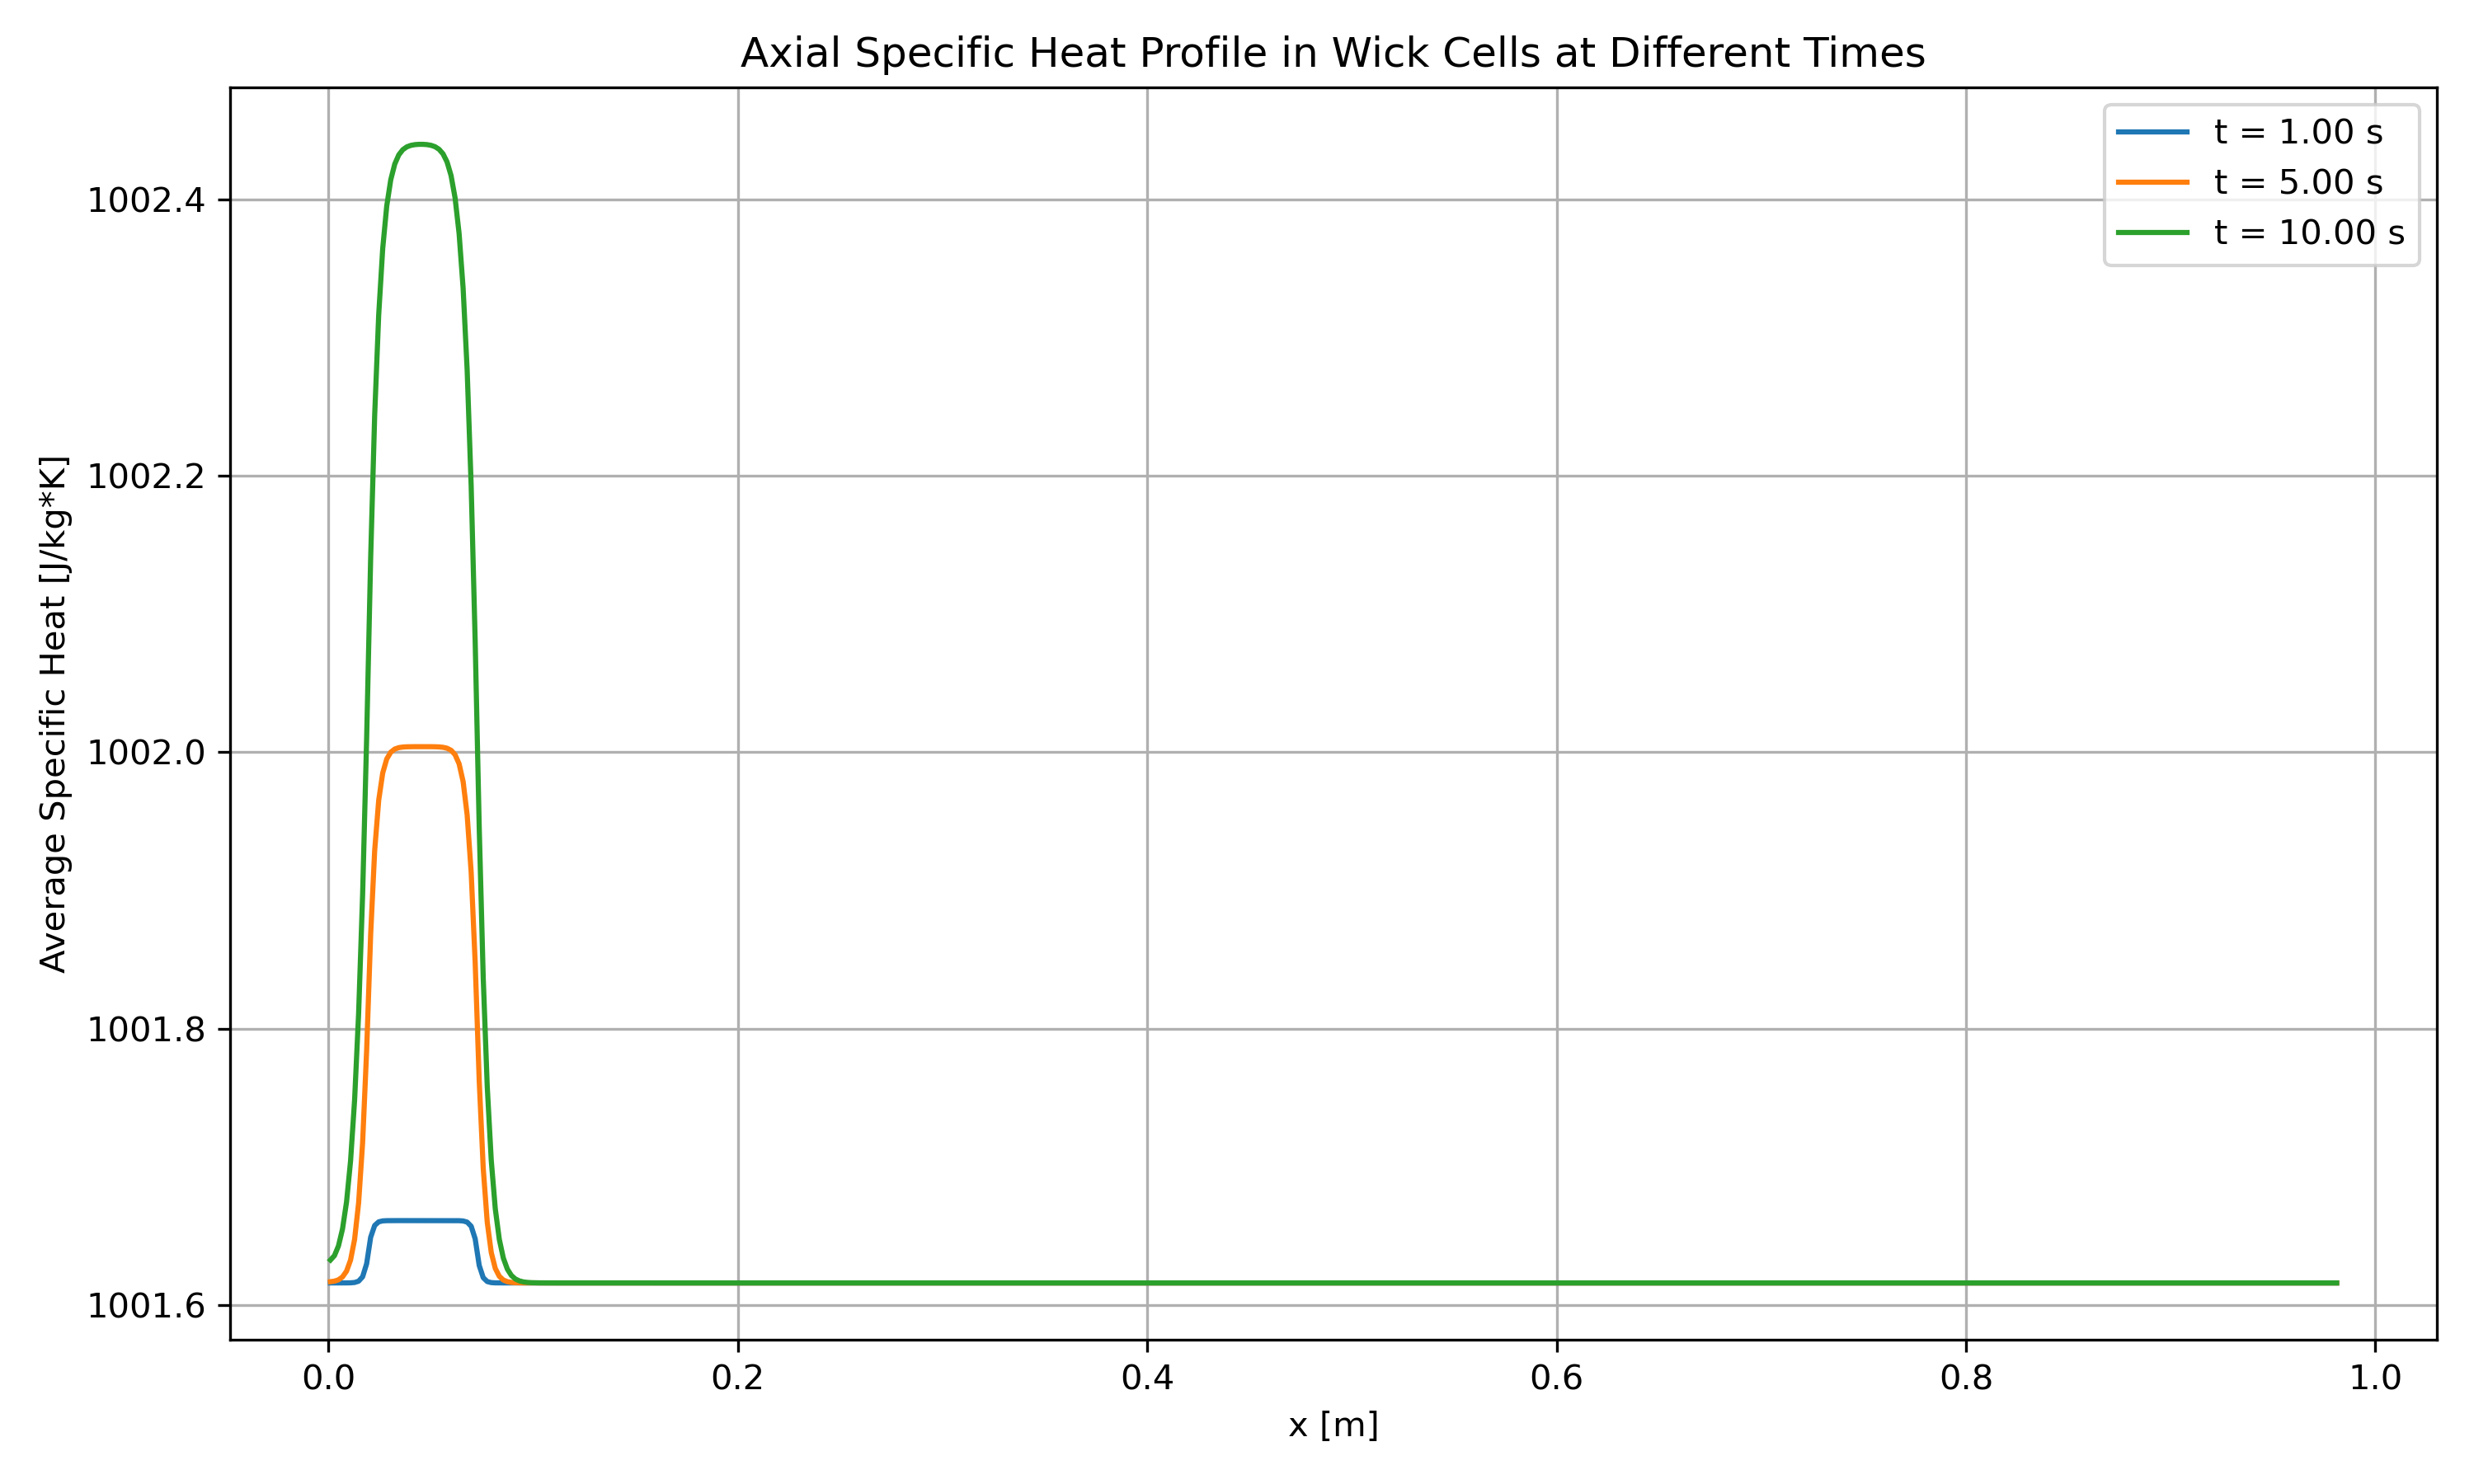 Axial Specific Heat Profile in Wick Cells at Different Times
t = 1.00 s
t = 5.00 s
t = 10.00 s
Average Specific Heat [J/kg*K]
1002.4
1002.2
1002.0
1001.8
1001.6
0.0 0.2 0.4 0.6 0.8 1.0
x [m]